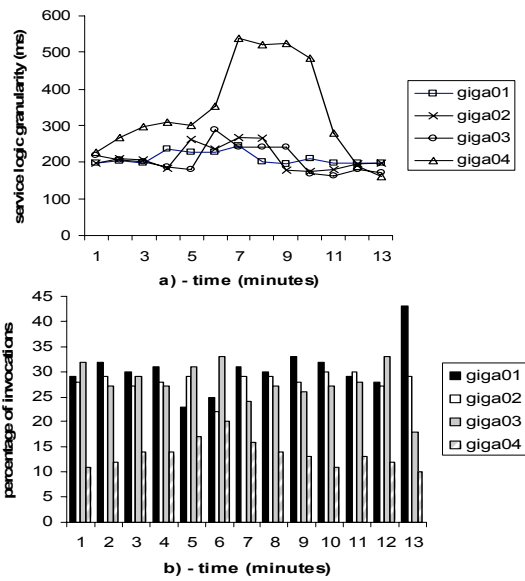 service logic granularity (ms)
600
500
400
300
200
100
0
1 3 5 7 9 11 13
a) - time (minutes)
giga01
giga02
giga03
giga04
percentage of invocations
45
40
35
30
25
20
15
10
5
0
1 2 3 4 5 6 7 8 9 10 11 12 13
b) - time (minutes)
giga01
giga02
giga03
giga04